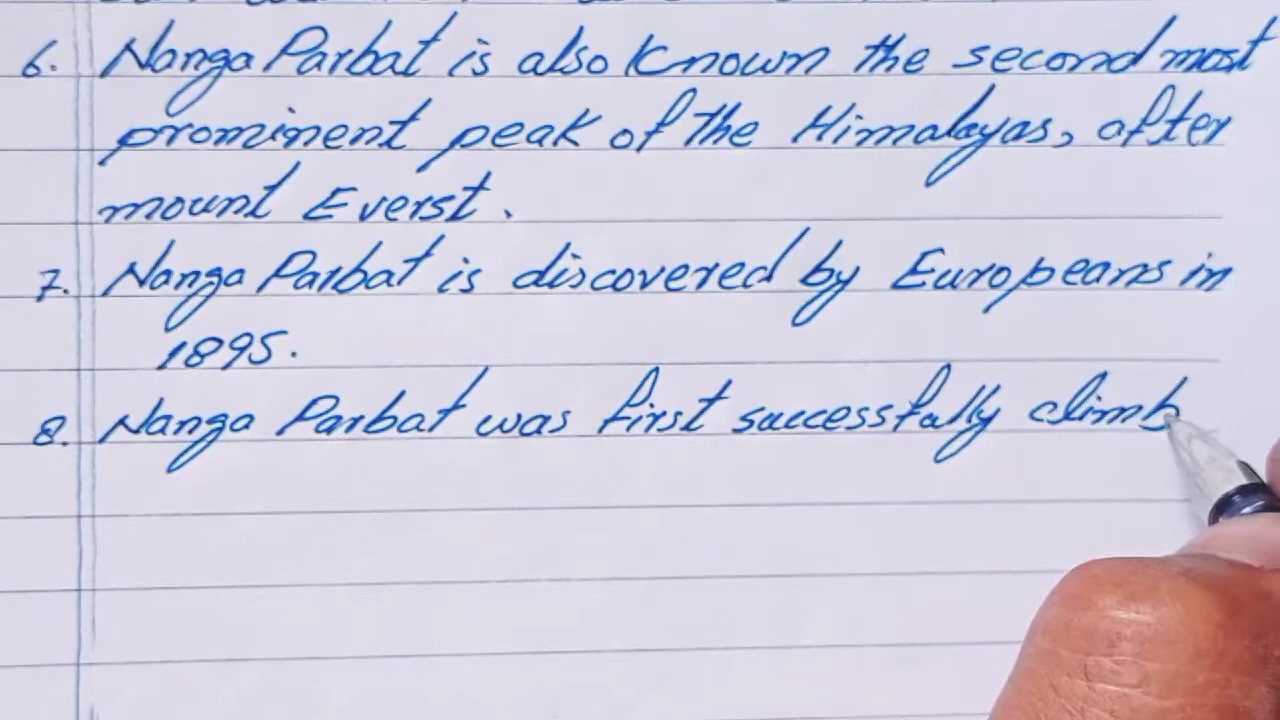 6. Nanga Parbat is also known the second most
prominent peak of the Himalayas, after
mount Everst.
7. Nanga Parbat is discovered by Europeans in
1895.
8. Nanga Parbat was first successfally climb